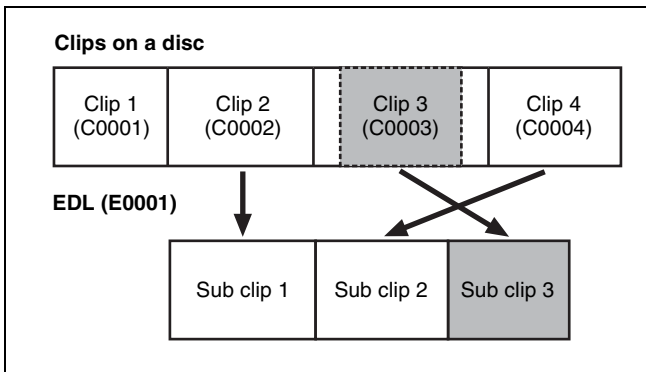 Clips on a disc
Clip 1
(C0001)
Clip 2
(C0002)
Clip 3
(C0003)
Clip 4
(C0004)
EDL (E0001)
Sub clip 1
Sub clip 2
Sub clip 3